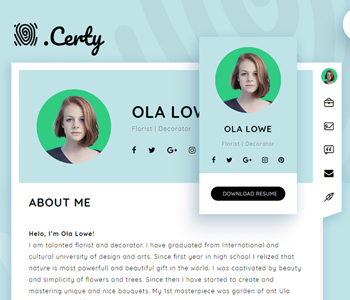 .Certy
OLA LOWE
Florist | Decorator
OLA LOWE
Florist | Decorator
DOWNLOAD RESUME
ABOUT ME
Helo, I'm Ola Lowe!
I am talanted florist and decorator. I have graduated from International and
cultural university of design and arts. Since first year in high school I relized that
nature is most powerfull and beautiful gift in the world. I was captivated by beauty
and simplicity of flowers and trees. Since then I have started to create and
mastering unique and nice bouquets. My 1st masterpiece was garden of ant Ula